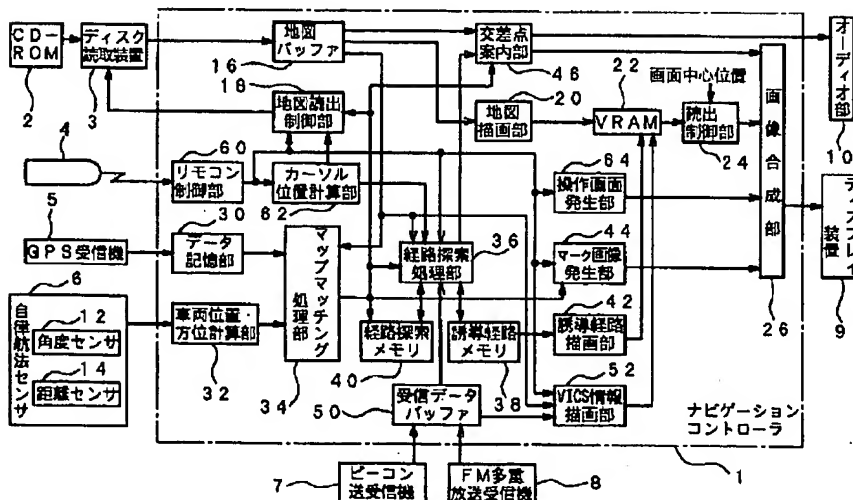 CD-
ROM
2
ディスク
読取装置
3
地図
バッファ
16
交差点
案内部
46
オーディオ部
10
地図読出
制御部
18
地図
描画部
20
22
VRAM
画面中心位置
読出
制御部
24
画像合成部
26
4
60
リモコン
制御部
カーソル
位置計算部
62
64
操作画面
発生部
ディスプレイ
装置
9
5
GPS受信機
30
データ
記憶部
マップマッチング
処理部
34
36
経路探索
処理部
44
マーク画像
発生部
6
自律航法センサ
12
角度センサ
14
距離センサ
車両位置・
方位計算部
32
経路探索
メモリ
40
誘導経路
メモリ
38
42
誘導経路
描画部
50
受信データ
バッファ
52
VICS情報
描画部
ナビゲーション
コントローラ
1
7
ビーコン
送受信機
FM多重
放送受信機
8